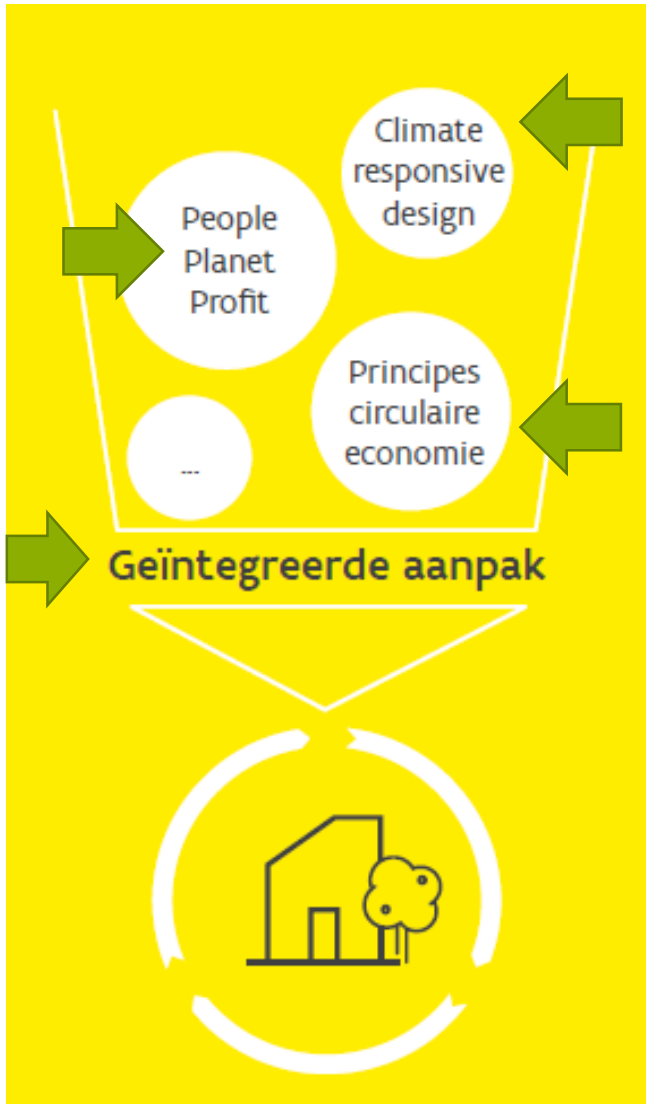 Climate
responsive
design
People
Planet
Profit
Principes
circulaire
economie
...
Geïntegreerde aanpak